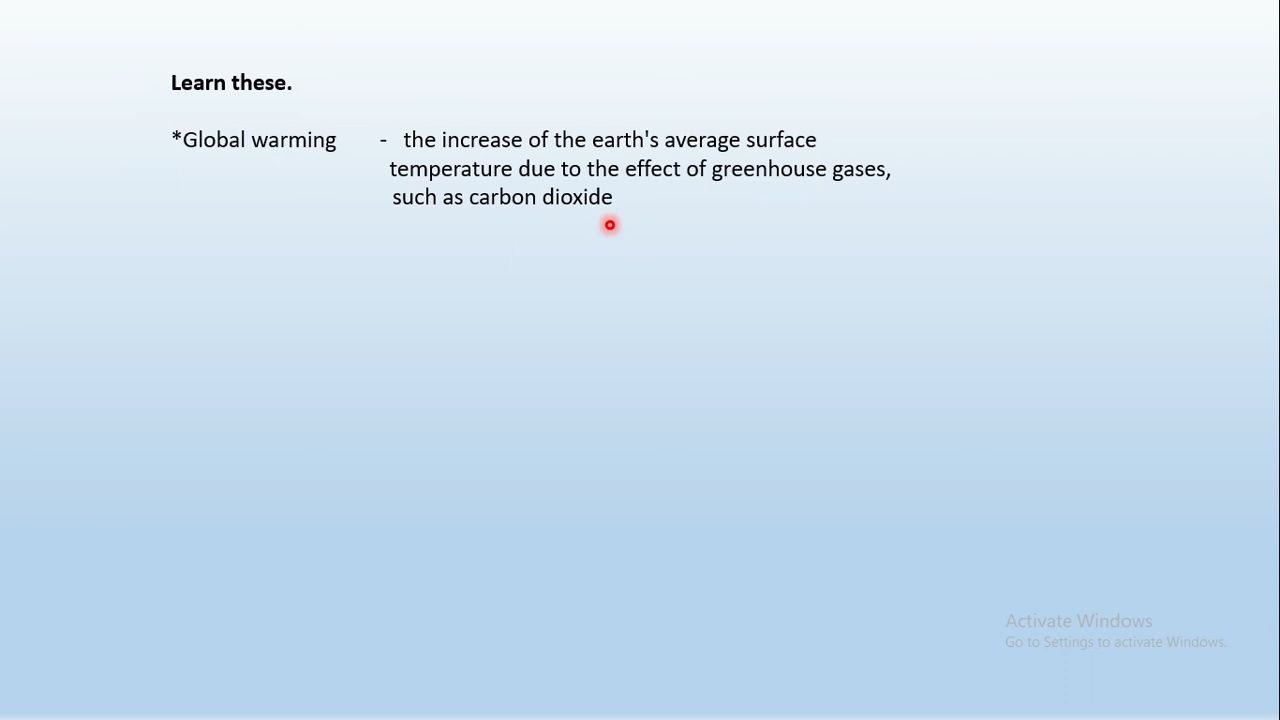 Learn these.
*Global warming - the increase of the earth's average surface
temperature due to the effect of greenhouse gases,
such as carbon dioxide
Activate Windows
Go to Settings to activate Windows.